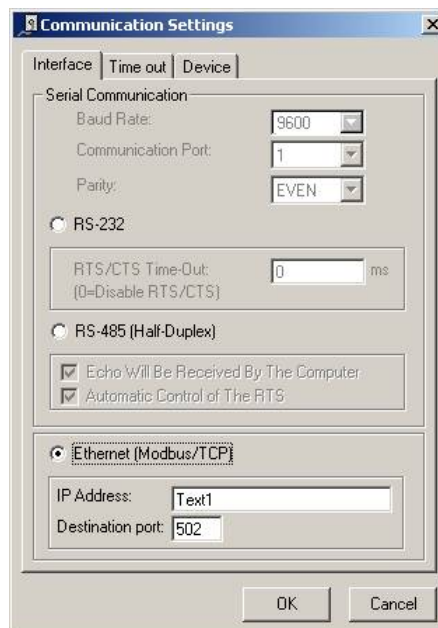 Communication Settings
Interface Time out Device
Serial Communication
Baud Rate: 9600
Communication Port: 1
Parity: EVEN
RS-232
RTS/CTS Time-Out: 0 ms
(0=Disable RTS/CTS)
RS-485 (Half-Duplex)
Echo Will Be Received By The Computer
Automatic Control of The RTS
Ethernet (Modbus/TCP)
IP Address: Text1
Destination port: 502
OK Cancel